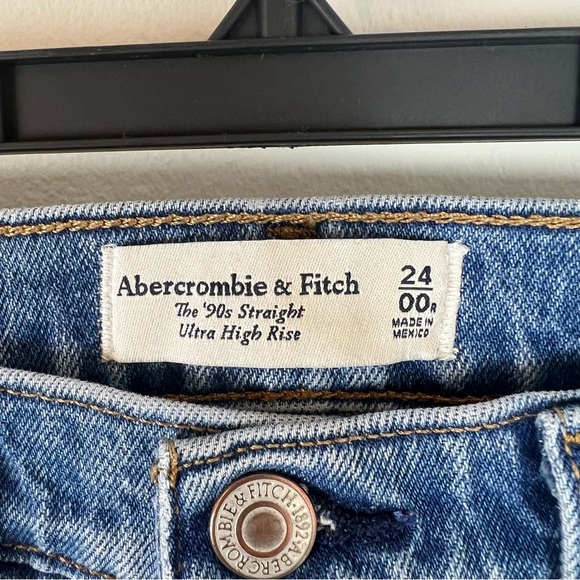 Abercrombie & Fitch
The '90s Straight
Ultra High Rise
24
00R
MADE IN
MEXICO
ABERCROMBIE & FITCH · 1892 ·